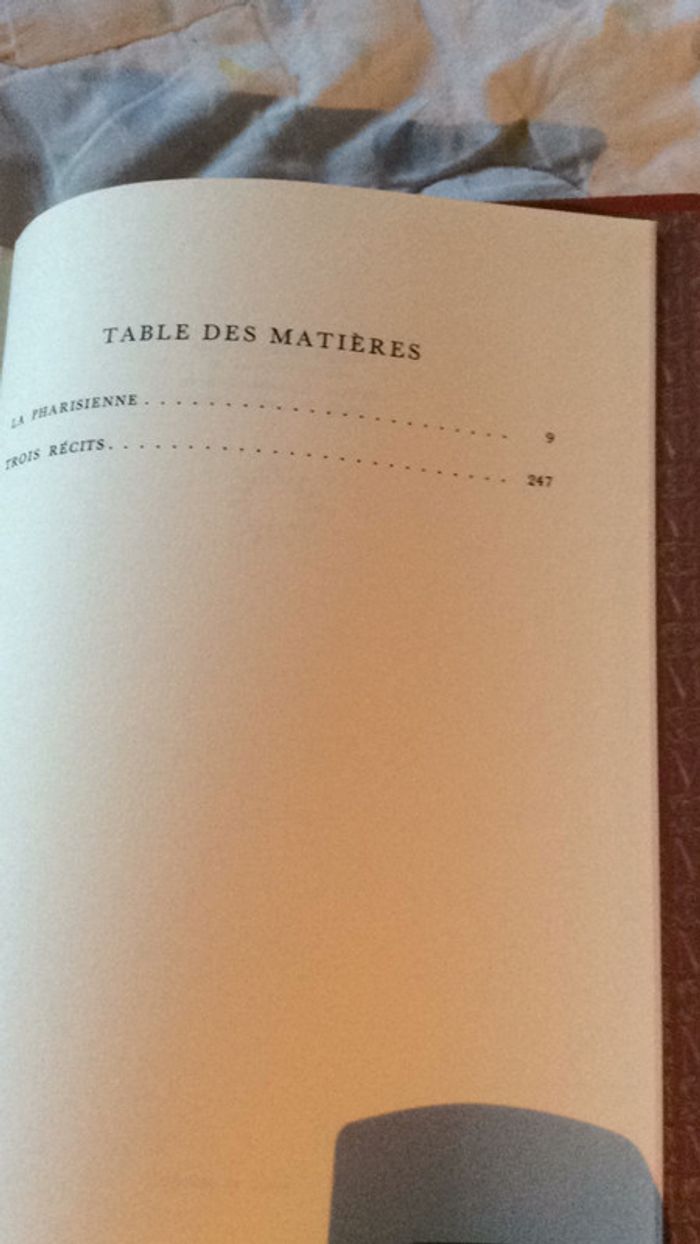 TABLE DES MATIÈRES
LA PHARISIENNE . . . . . . . . . . . . . . . . . . . . . . . 9
TROIS RÉCITS . . . . . . . . . . . . . . . . . . . . . . . . . 247